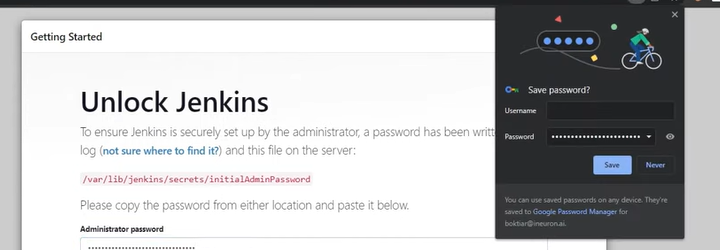 Getting Started
Unlock Jenkins
To ensure Jenkins is securely set up by the administrator, a password has been
log (not sure where to find it?) and this file on the server:
/var/lib/jenkins/secrets/initialAdminPassword
Please copy the password from either location and paste it below.
Administrator password
Save password?
Username
Password
Save
Never
You can use saved passwords on any device. They're
saved to Google Password Manager for
boktiar@ineuron.ai.